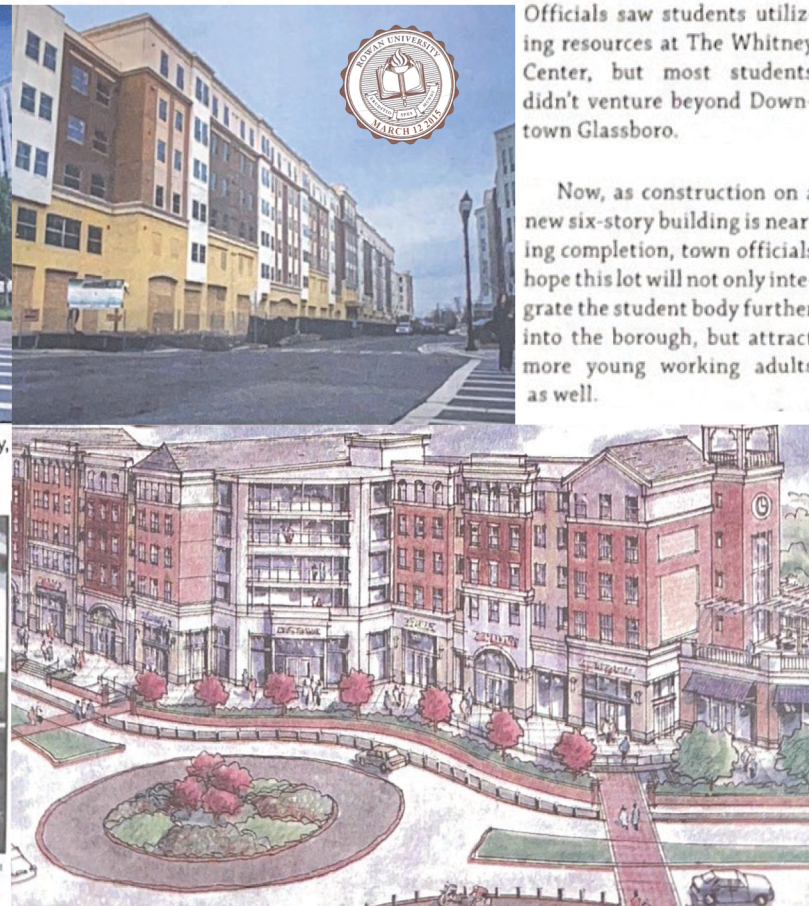 ROWAN UNIVERSITY
MARCH 12 2015
Officials saw students utiliz-
ing resources at The Whitney
Center, but most students
didn't venture beyond Down-
town Glassboro.
Now, as construction on a
new six-story building is near-
ing completion, town officials
hope this lot will not only inte-
grate the student body further
into the borough, but attract
more young working adults
as well.
y,